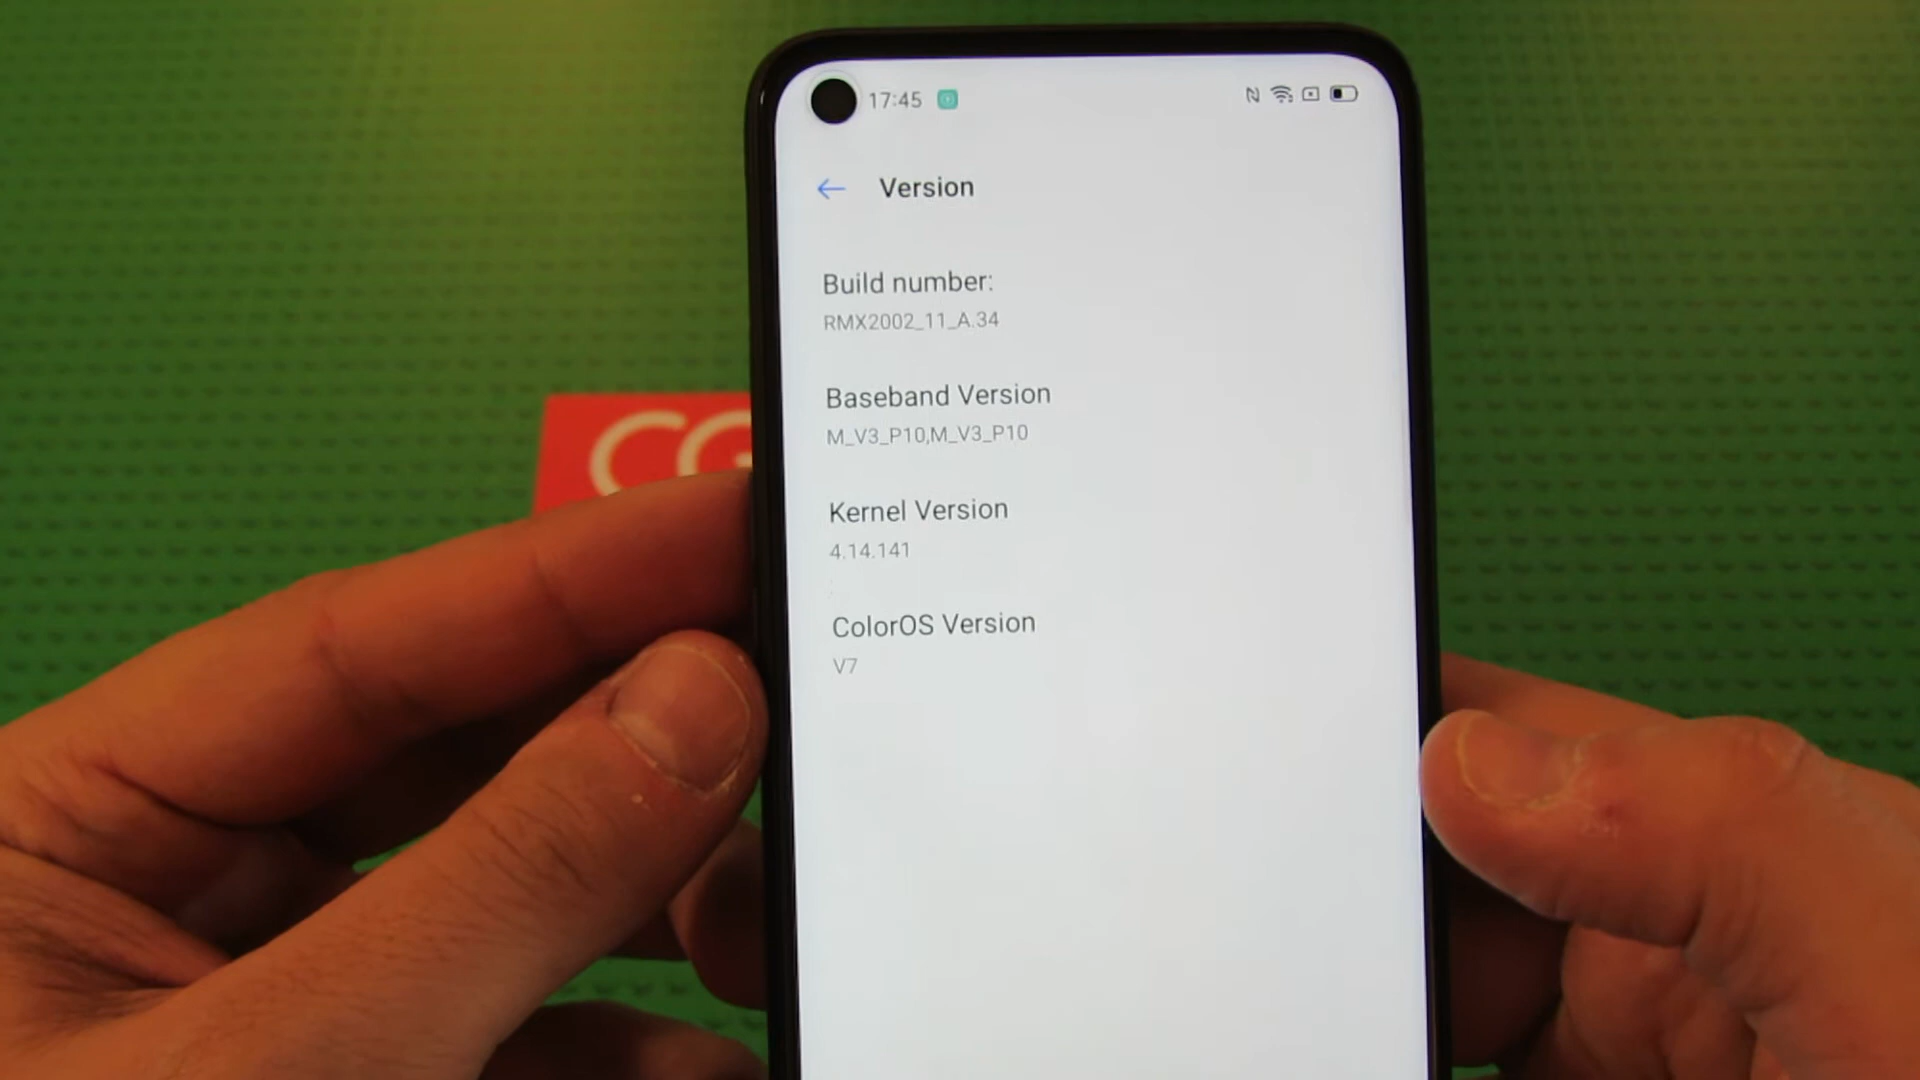 17:45
Version
Build number:
RMX2002_11_A.34
Baseband Version
M_V3_P10,M_V3_P10
Kernel Version
4.14.141
ColorOS Version
V7